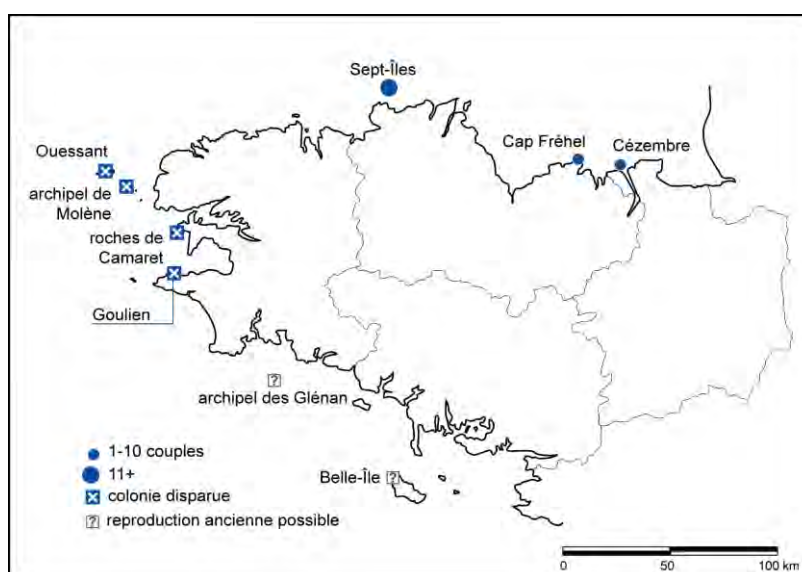 Sept-Îles
Cap Fréhel
Cézembre
Ouessant
archipel de
Molène
roches de
Camaret
Goulien
archipel des Glénan
Belle-Île
1-10 couples
11+
colonie disparue
? reproduction ancienne possible
0 50 100 km